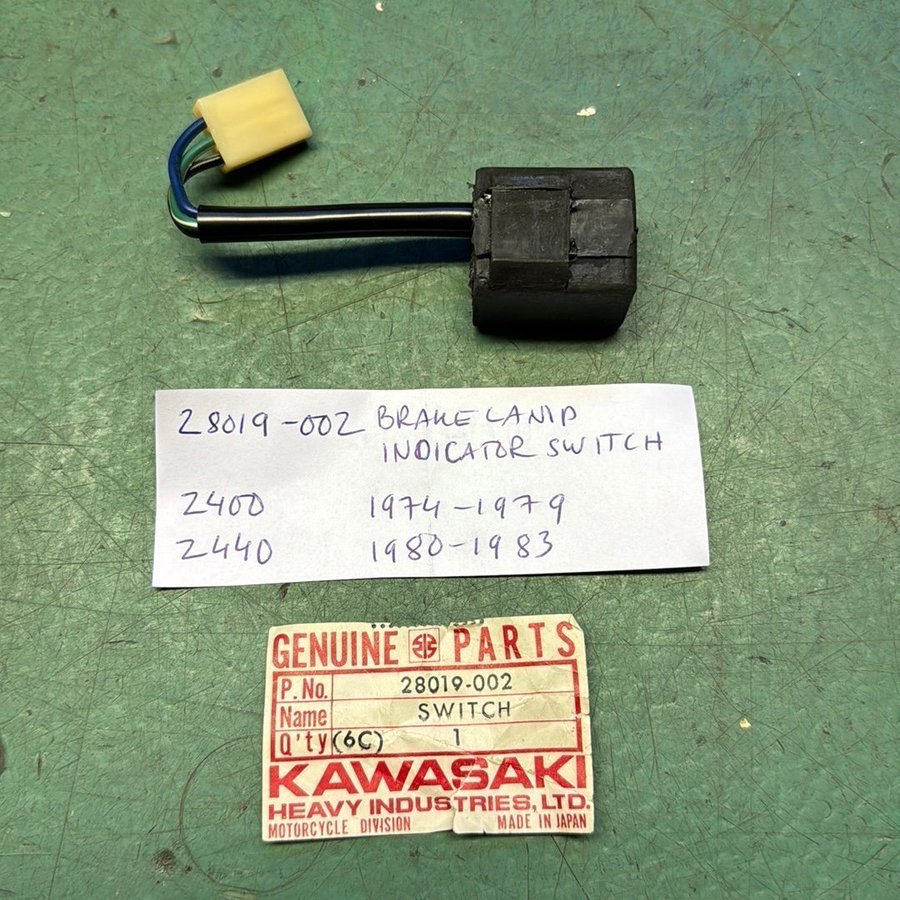 28019-002 BRAKE LAMP
INDICATOR SWITCH
Z400 1974-1979
Z440 1980-1983
GENUINE PARTS
P. No. 28019-002
Name SWITCH
Q'ty (6C) 1
KAWASAKI
HEAVY INDUSTRIES, LTD.
MOTORCYCLE DIVISION MADE IN JAPAN